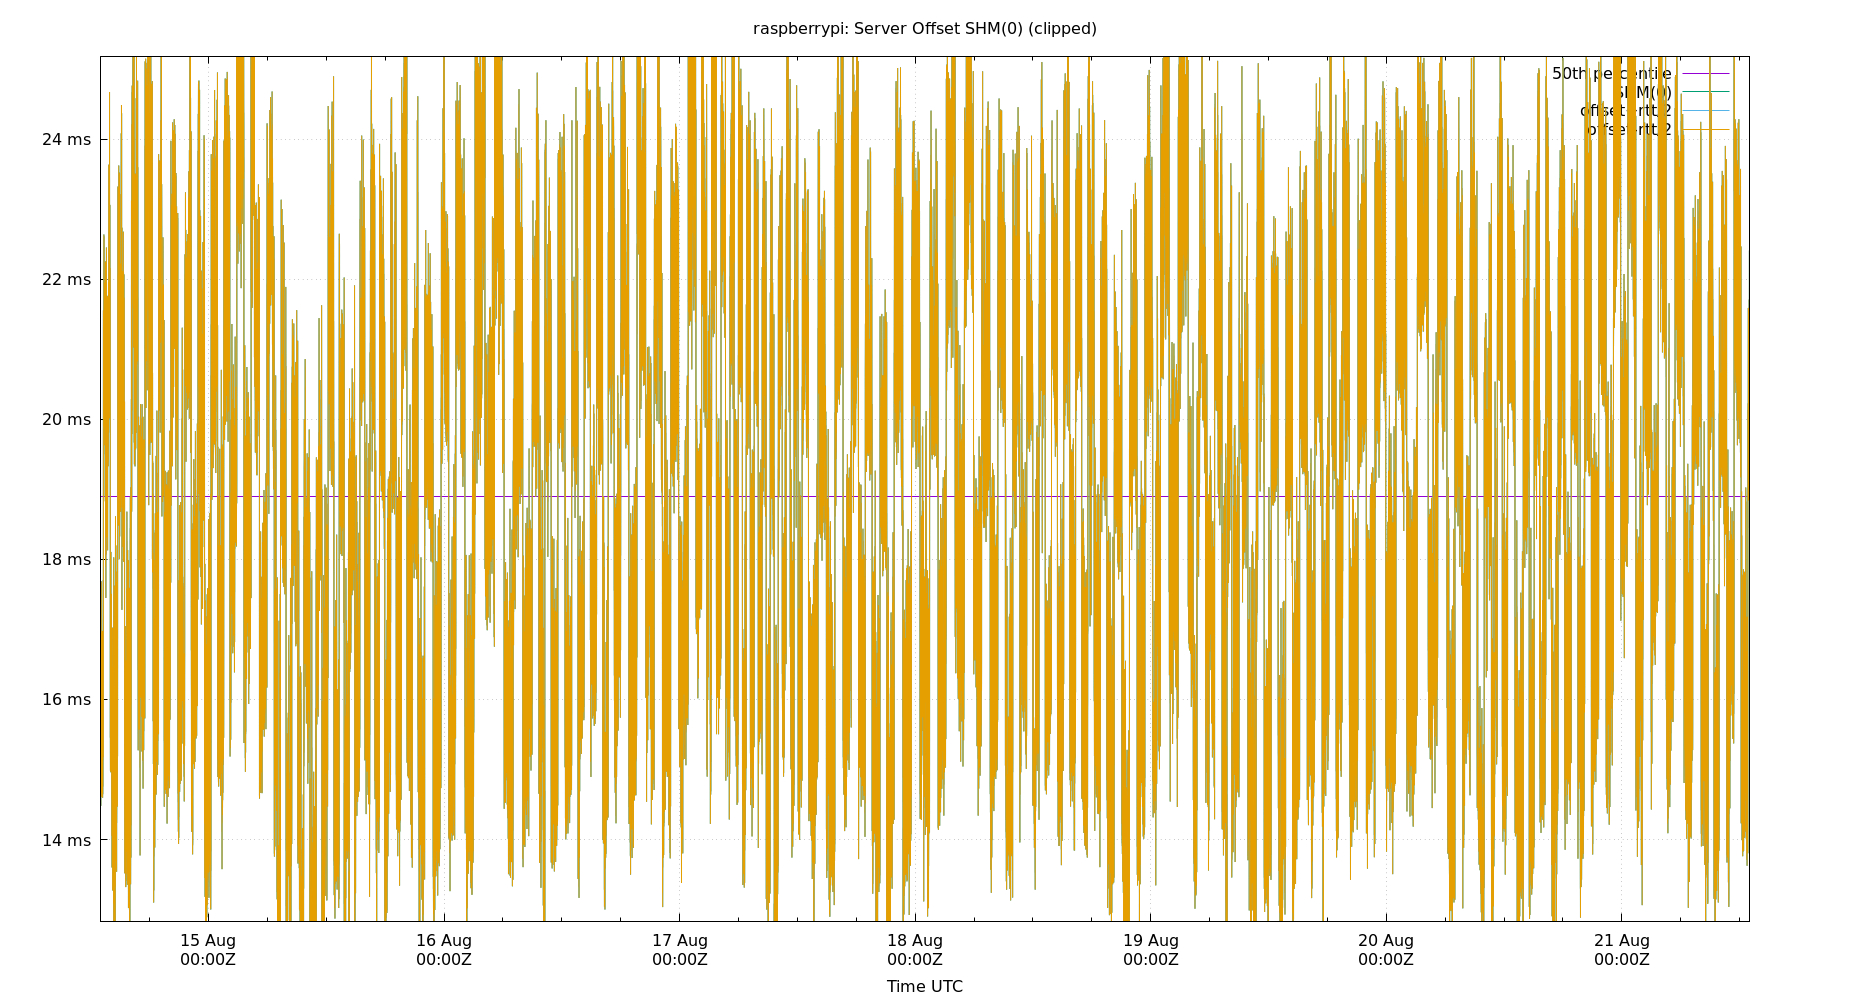 raspberrypi: Server Offset SHM(0) (clipped)
50th percentile
SHM(0)
offset+rtt/2
offset-rtt/2
24 ms
22 ms
20 ms
18 ms
16 ms
14 ms
15 Aug
00:00Z
16 Aug
00:00Z
17 Aug
00:00Z
18 Aug
00:00Z
19 Aug
00:00Z
20 Aug
00:00Z
21 Aug
00:00Z
Time UTC